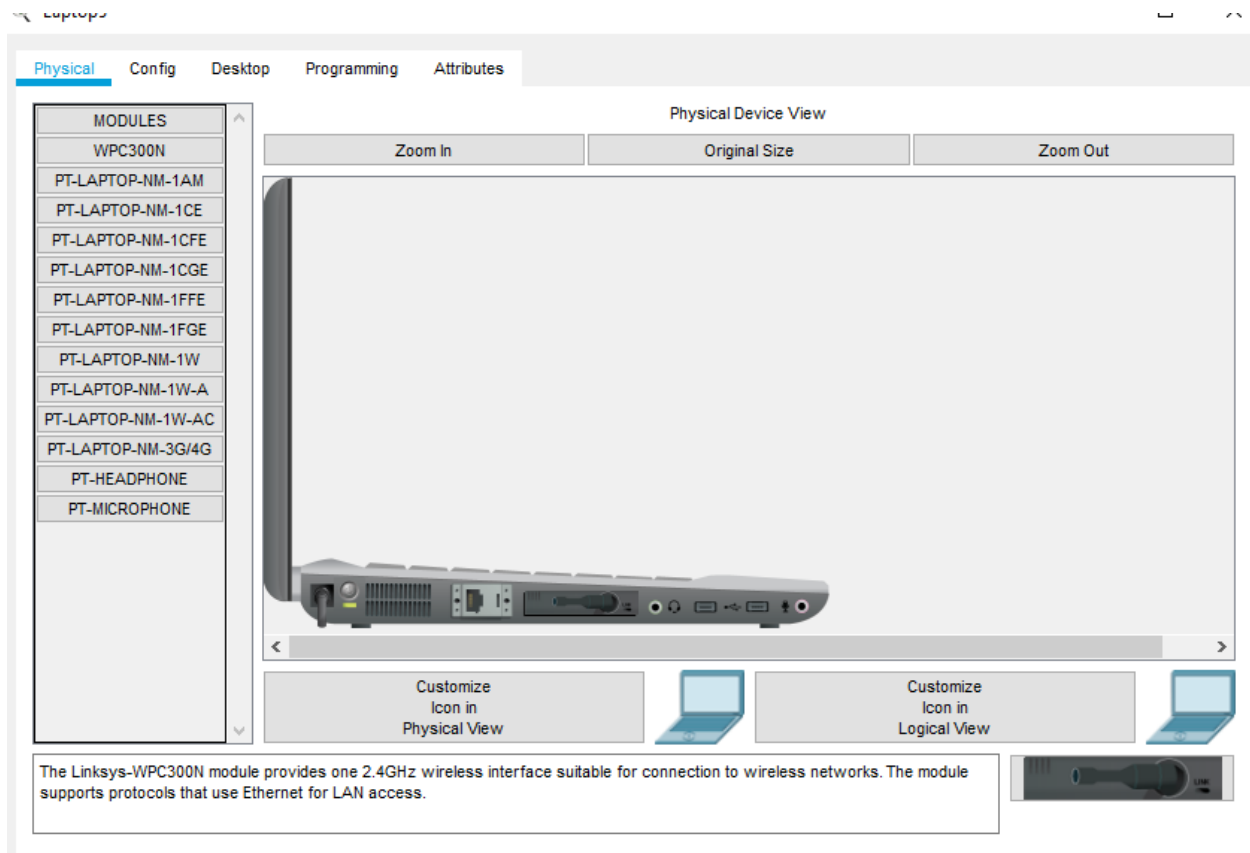 Laptop9
Physical Config Desktop Programming Attributes
MODULES
WPC300N
PT-LAPTOP-NM-1AM
PT-LAPTOP-NM-1CE
PT-LAPTOP-NM-1CFE
PT-LAPTOP-NM-1CGE
PT-LAPTOP-NM-1FFE
PT-LAPTOP-NM-1FGE
PT-LAPTOP-NM-1W
PT-LAPTOP-NM-1W-A
PT-LAPTOP-NM-1W-AC
PT-LAPTOP-NM-3G/4G
PT-HEADPHONE
PT-MICROPHONE
Physical Device View
Zoom In Original Size Zoom Out
Customize
Icon in
Physical View
Customize
Icon in
Logical View
The Linksys-WPC300N module provides one 2.4GHz wireless interface suitable for connection to wireless networks. The module
supports protocols that use Ethernet for LAN access.
LINK